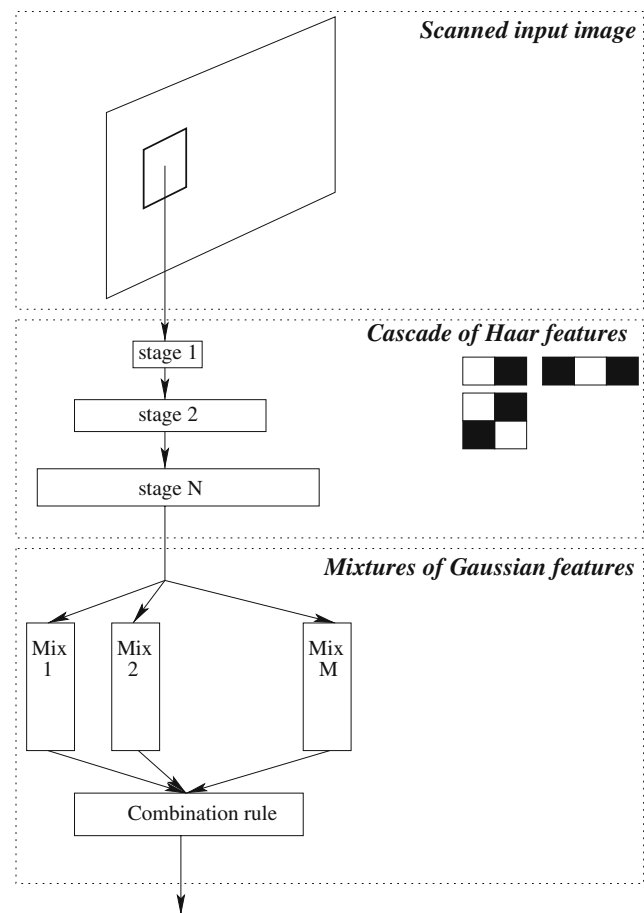 Scanned input image
Cascade of Haar features
stage 1
stage 2
stage N
Mixtures of Gaussian features
Mix
1
Mix
2
Mix
M
Combination rule